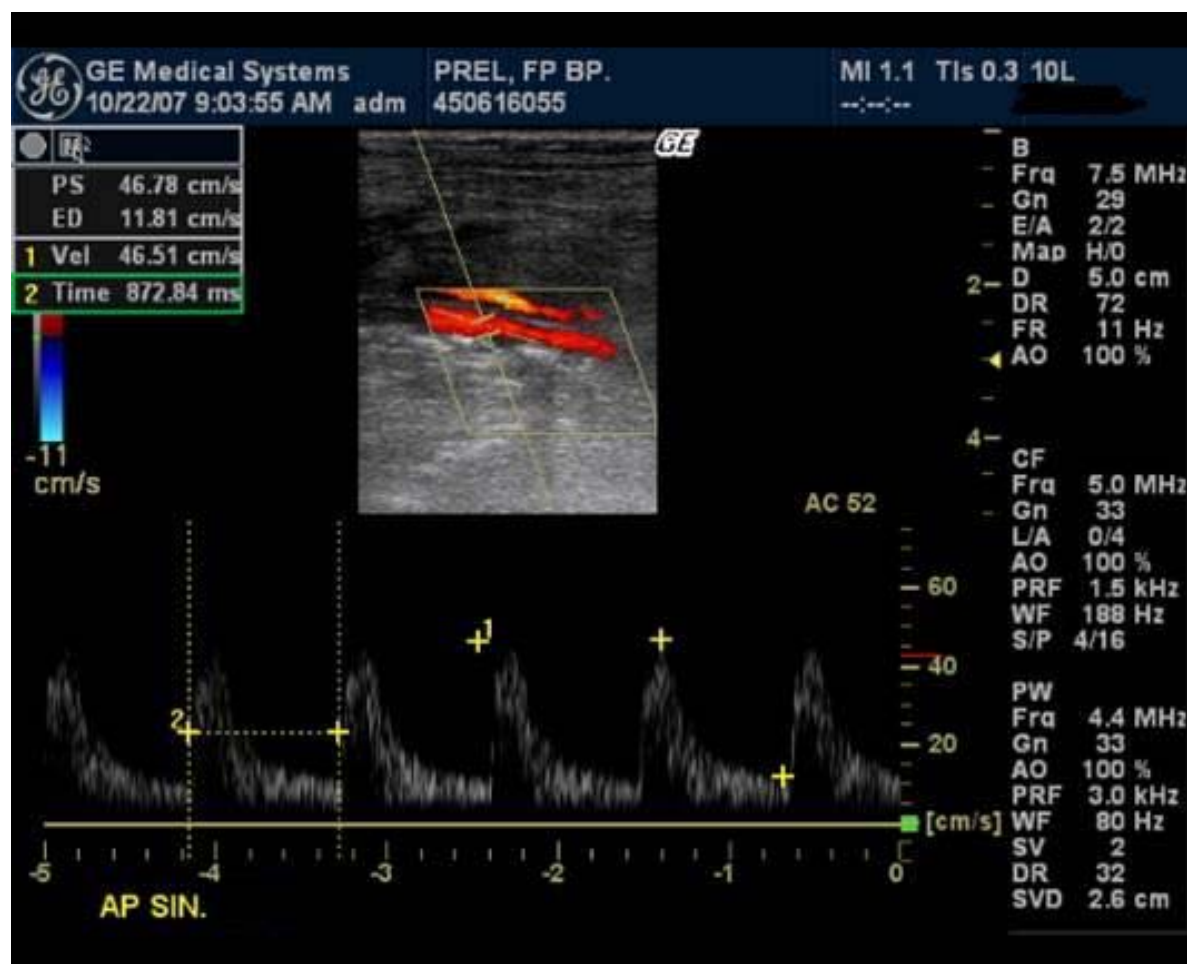 GE Medical Systems
10/22/07 9:03:55 AM adm
PREL, FP BP.
450616055
MI 1.1 TIs 0.3 10L
--:--:--
GE
PS 46.78 cm/s
ED 11.81 cm/s
1 Vel 46.51 cm/s
2 Time 872.84 ms
-11
cm/s
2
4
AC 52
B
Frq 7.5 MHz
Gn 29
E/A 2/2
Map H/0
D 5.0 cm
DR 72
FR 11 Hz
AO 100 %
CF
Frq 5.0 MHz
Gn 33
L/A 0/4
AO 100 %
PRF 1.5 kHz
WF 188 Hz
S/P 4/16
PW
Frq 4.4 MHz
Gn 33
AO 100 %
PRF 3.0 kHz
WF 80 Hz
SV 2
DR 32
SVD 2.6 cm
60
40
20
[cm/s]
1
2
-5 -4 -3 -2 -1 0
AP SIN.